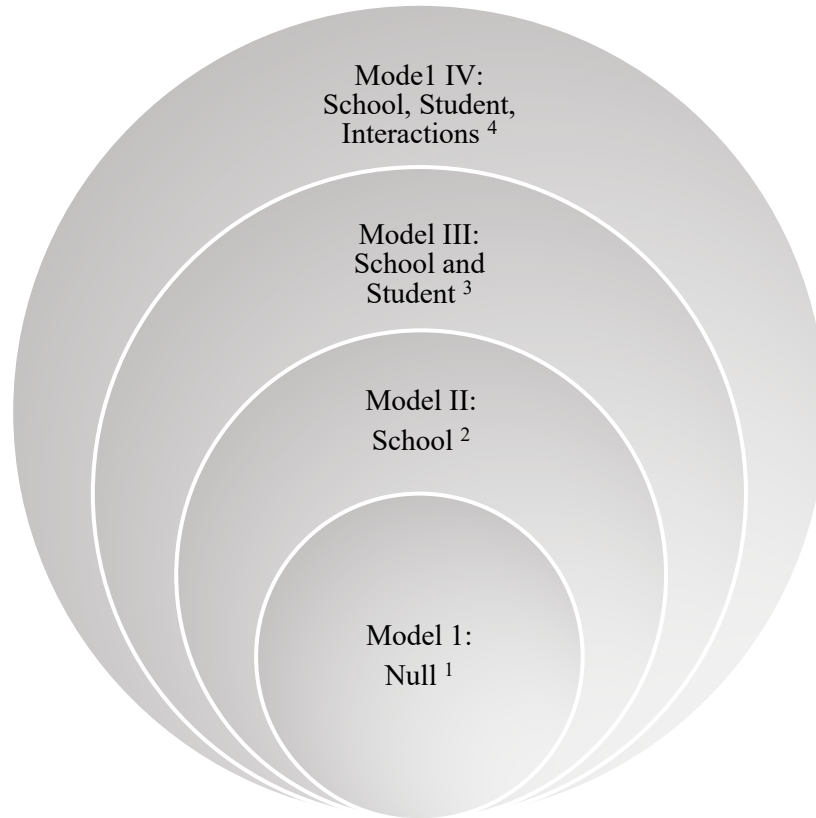 Mode1 IV:
School, Student,
Interactions ⁴
Model III:
School and
Student ³
Model II:
School ²
Model 1:
Null ¹